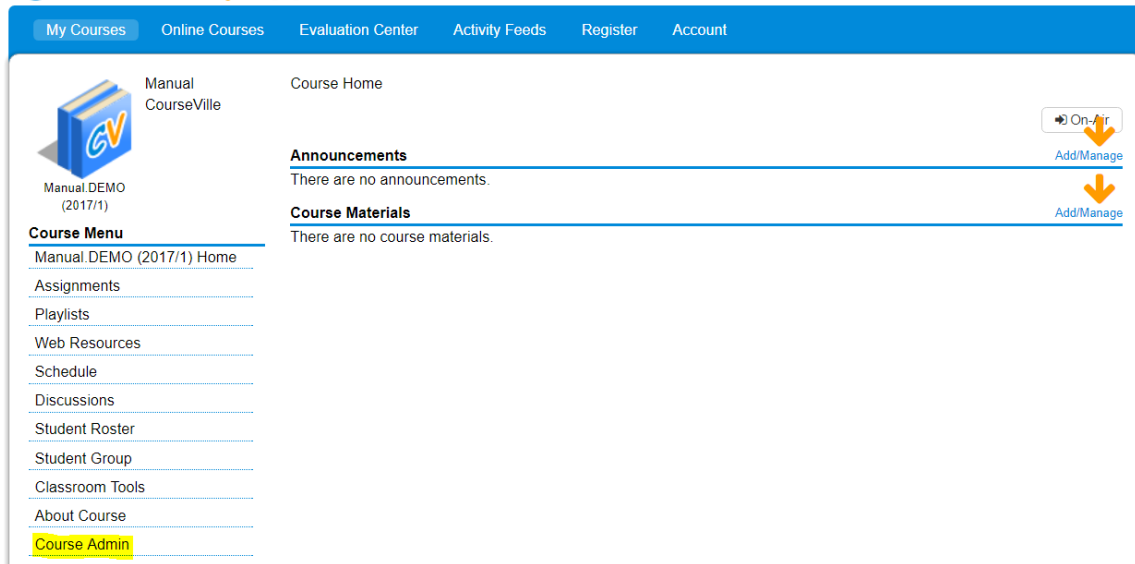 My Courses Online Courses Evaluation Center Activity Feeds Register Account
Manual
CourseVille
CV
Manual.DEMO
(2017/1)
Course Menu
Manual.DEMO (2017/1) Home
Assignments
Playlists
Web Resources
Schedule
Discussions
Student Roster
Student Group
Classroom Tools
About Course
Course Admin
Course Home
On-Air
Announcements Add/Manage
There are no announcements.
Course Materials Add/Manage
There are no course materials.